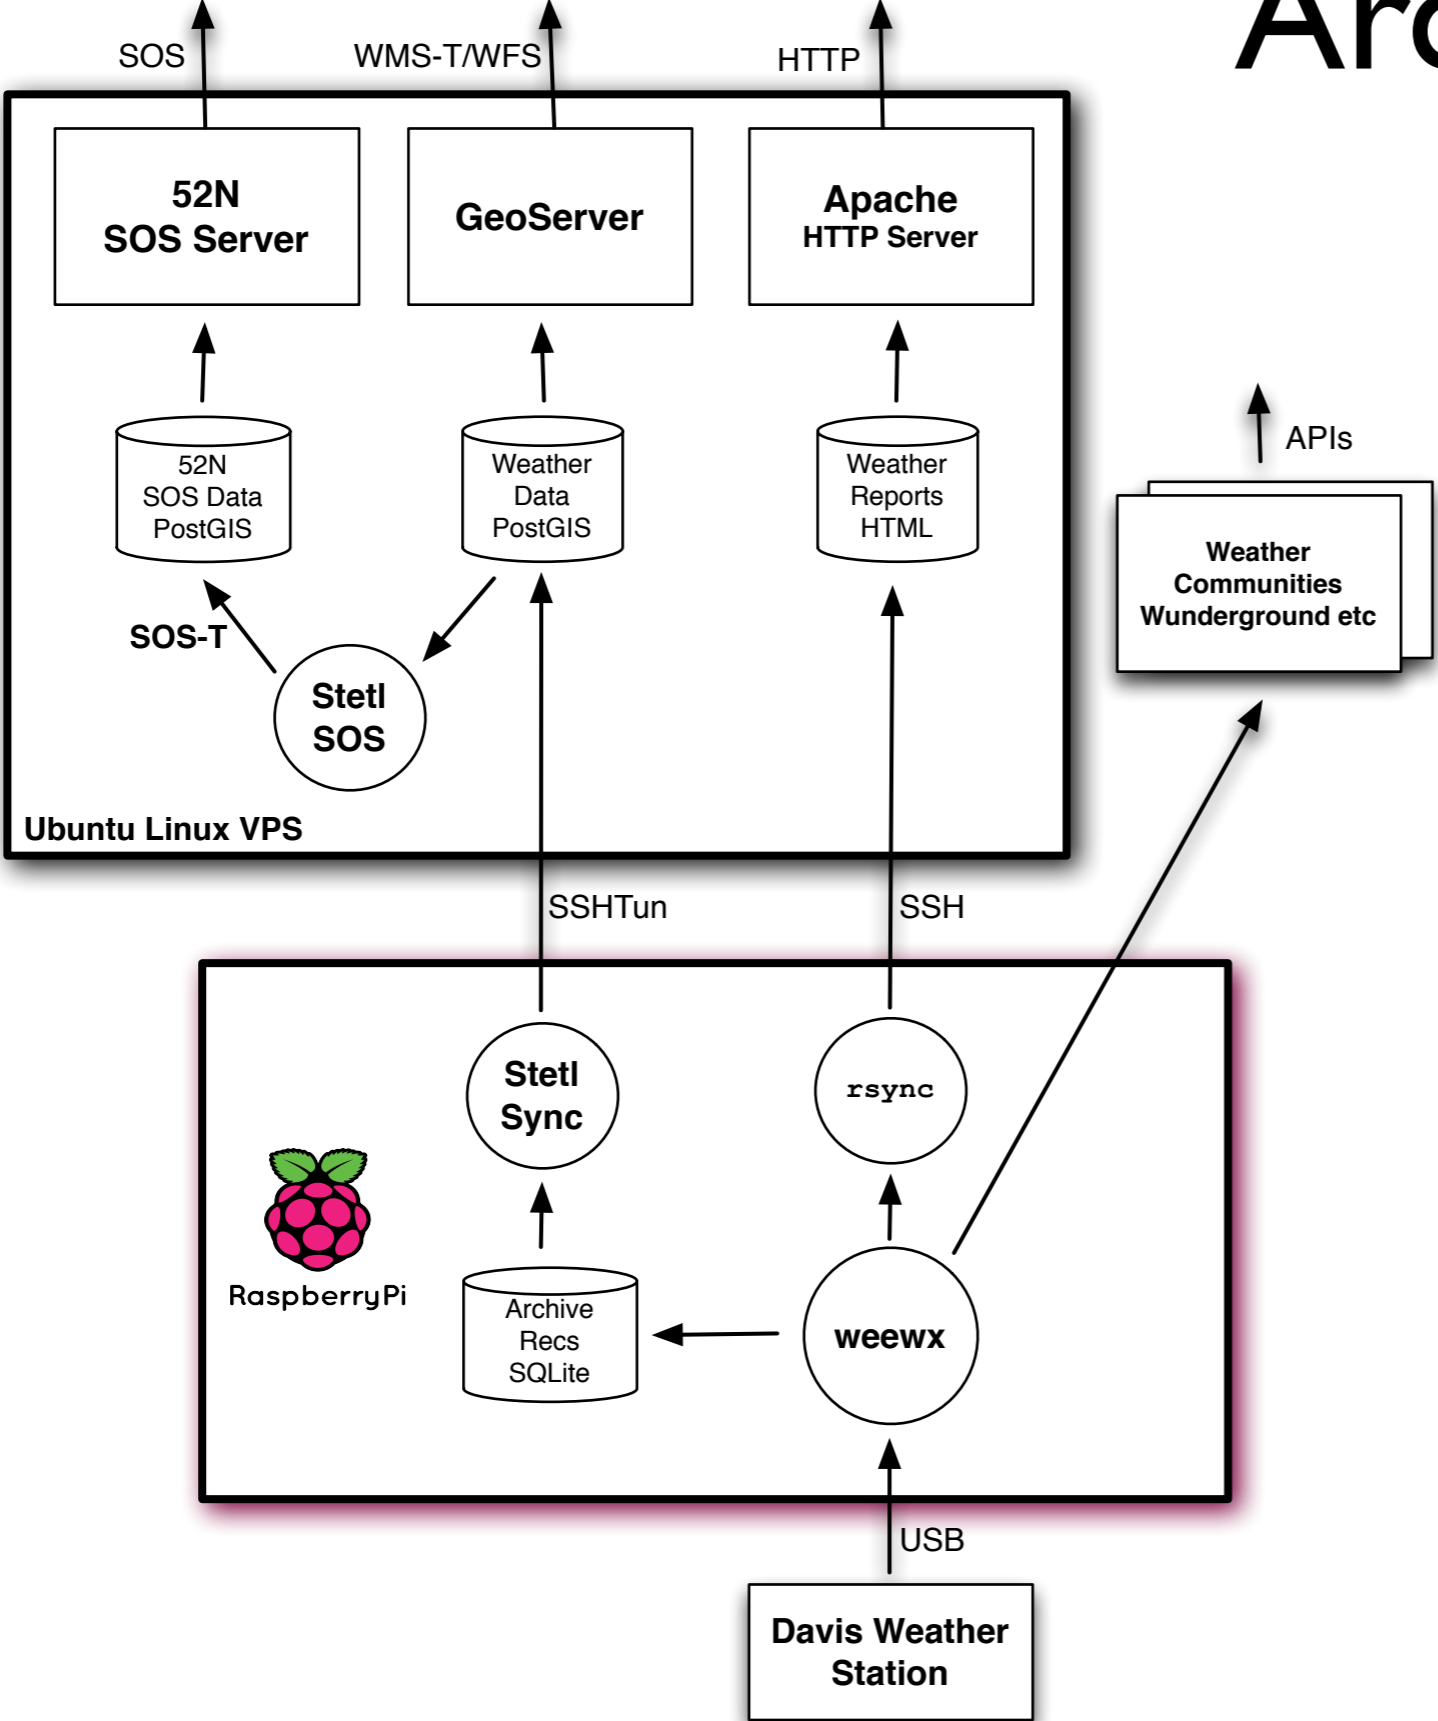 Arc
SOS
WMS-T/WFS
HTTP
52N
SOS Server
GeoServer
Apache
HTTP Server
52N
SOS Data
PostGIS
Weather
Data
PostGIS
Weather
Reports
HTML
APIs
Weather
Communities
Wunderground etc
SOS-T
Stetl
SOS
Ubuntu Linux VPS
SSHTun
SSH
Stetl
Sync
rsync
RaspberryPi
Archive
Recs
SQLite
weewx
USB
Davis Weather
Station